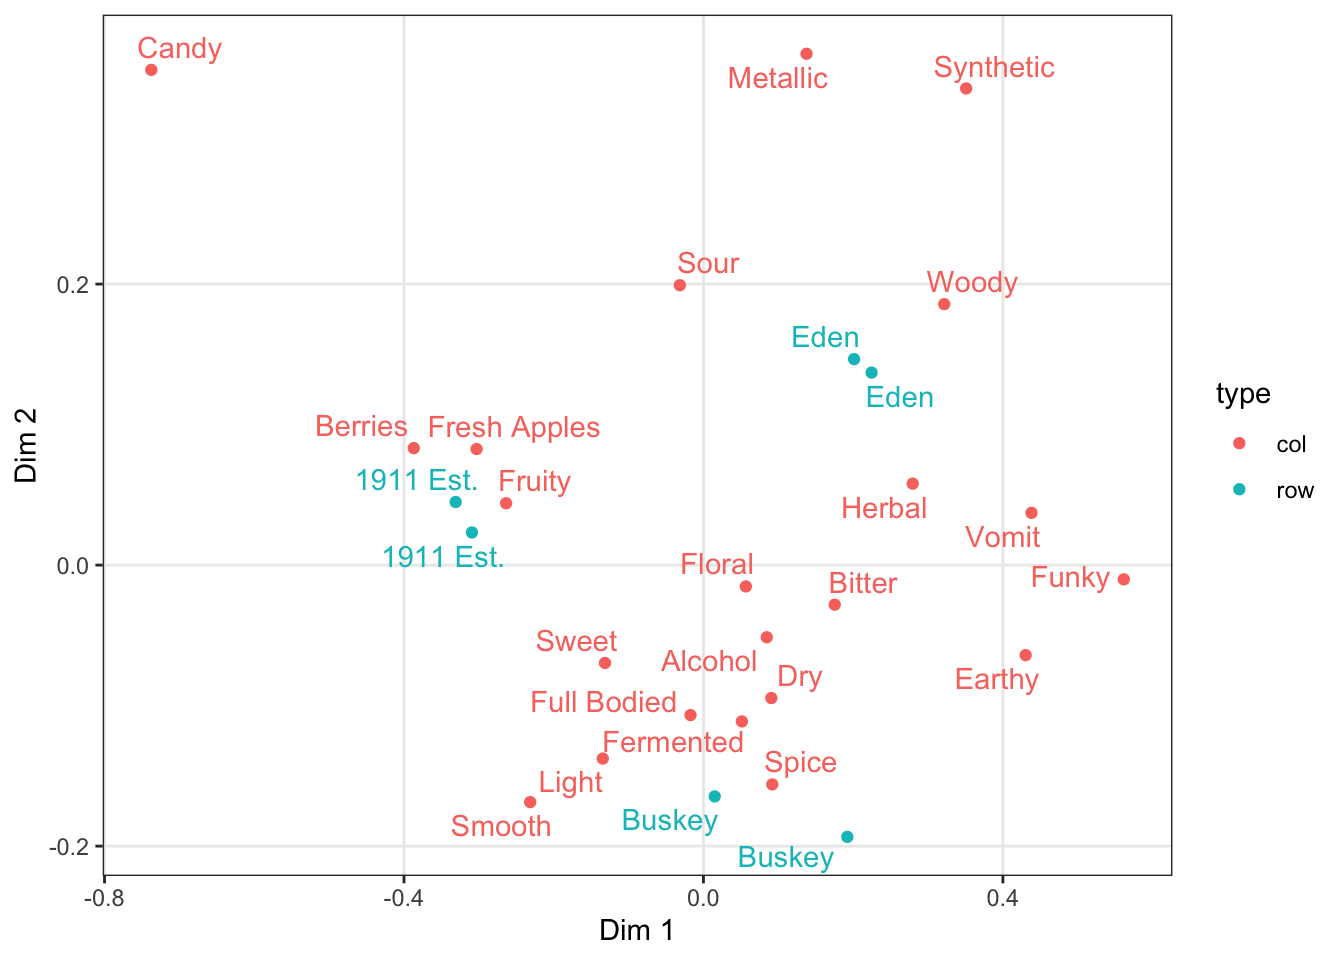 Candy
Metallic
Synthetic
Sour
Woody
Eden
Eden
Berries
Fresh Apples
1911 Est.
Fruity
1911 Est.
Herbal
Vomit
Floral
Bitter
Funky
Sweet
Alcohol
Dry
Earthy
Full Bodied
Fermented
Spice
Light
Smooth
Buskey
Buskey
0.2
0.0
-0.2
-0.8
-0.4
0.0
0.4
Dim 1
Dim 2
type
col
row